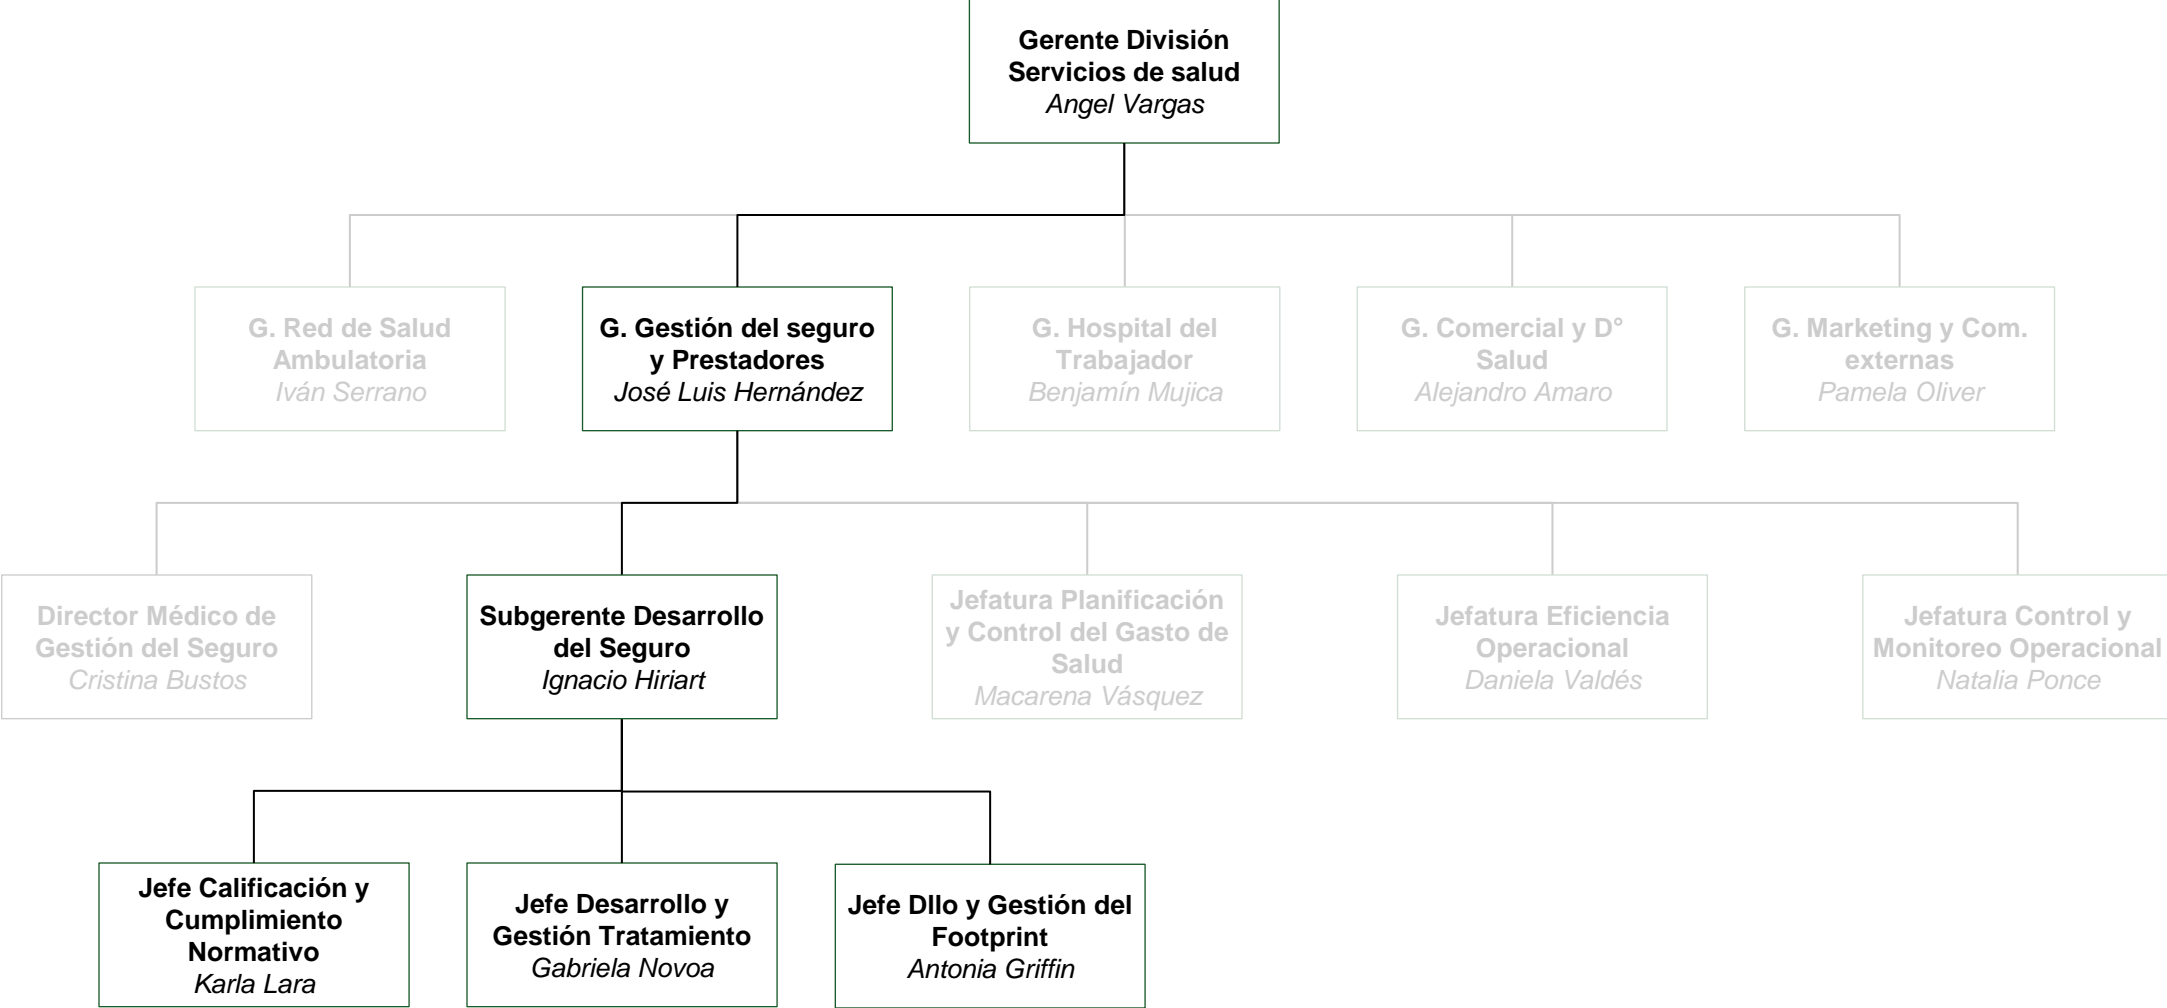 Gerente División
Servicios de salud
Angel Vargas
G. Red de Salud
Ambulatoria
Iván Serrano
G. Gestión del seguro
y Prestadores
José Luis Hernández
G. Hospital del
Trabajador
Benjamín Mujica
G. Comercial y D°
Salud
Alejandro Amaro
G. Marketing y Com.
externas
Pamela Oliver
Director Médico de
Gestión del Seguro
Cristina Bustos
Subgerente Desarrollo
del Seguro
Ignacio Hiriart
Jefatura Planificación
y Control del Gasto de
Salud
Macarena Vásquez
Jefatura Eficiencia
Operacional
Daniela Valdés
Jefatura Control y
Monitoreo Operacional
Natalia Ponce
Jefe Calificación y
Cumplimiento
Normativo
Karla Lara
Jefe Desarrollo y
Gestión Tratamiento
Gabriela Novoa
Jefe Dllo y Gestión del
Footprint
Antonia Griffin